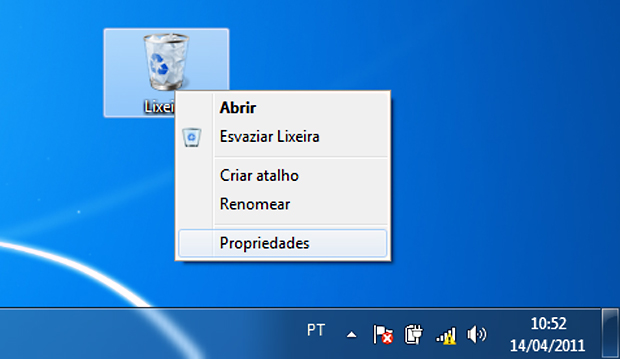 Lixei
Abrir
Esvaziar Lixeira
Criar atalho
Renomear
Propriedades
PT
10:52
14/04/2011